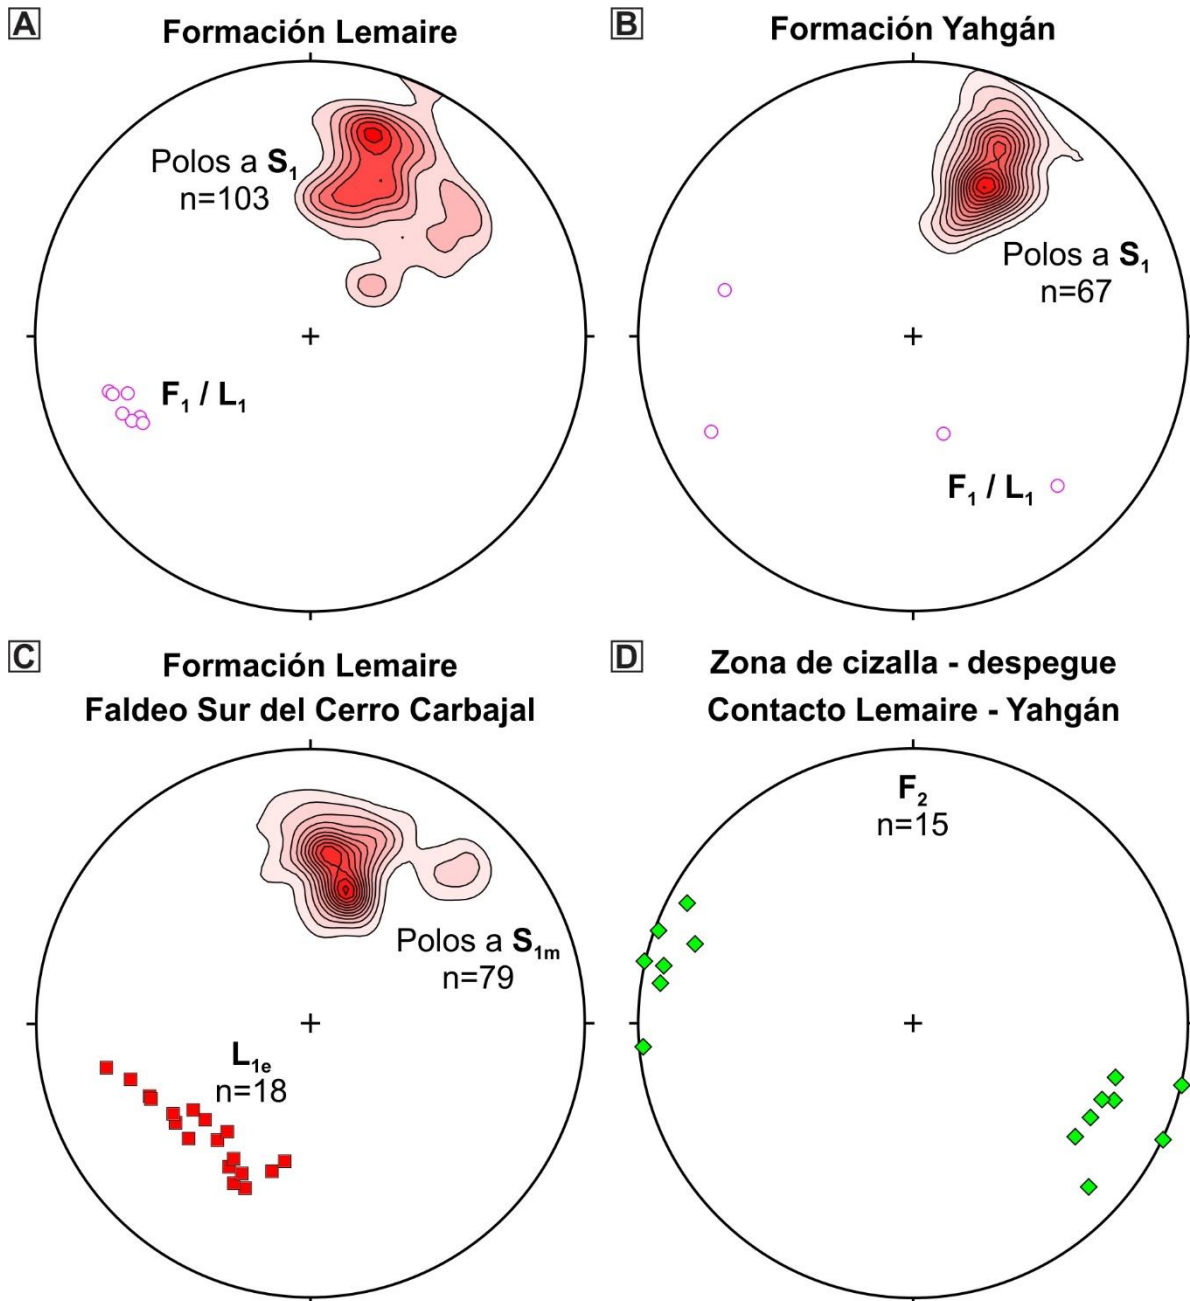 A
Formación Lemaire
Polos a S1
n=103
F1 / L1
B
Formación Yahgán
Polos a S1
n=67
F1 / L1
C
Formación Lemaire
Faldeo Sur del Cerro Carbajal
Polos a S1m
n=79
L1e
n=18
D
Zona de cizalla - despegue
Contacto Lemaire - Yahgán
F2
n=15